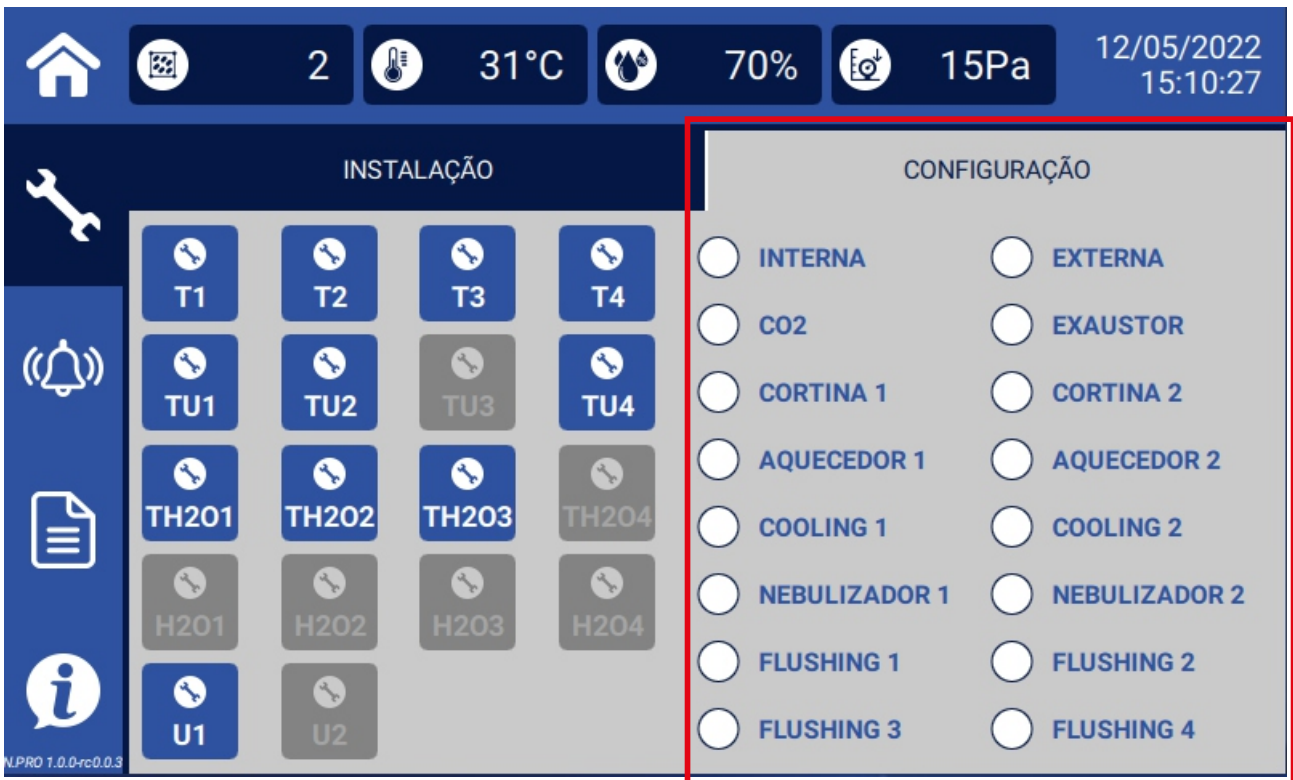 2 31°C 70% 15Pa 12/05/2022
15:10:27
INSTALAÇÃO
T1 T2 T3 T4
TU1 TU2 TU3 TU4
TH2O1 TH2O2 TH2O3 TH2O4
H2O1 H2O2 H2O3 H2O4
U1 U2
CONFIGURAÇÃO
INTERNA EXTERNA
CO2 EXAUSTOR
CORTINA 1 CORTINA 2
AQUECEDOR 1 AQUECEDOR 2
COOLING 1 COOLING 2
NEBULIZADOR 1 NEBULIZADOR 2
FLUSHING 1 FLUSHING 2
FLUSHING 3 FLUSHING 4
N.PRO 1.0.0-rc0.0.3